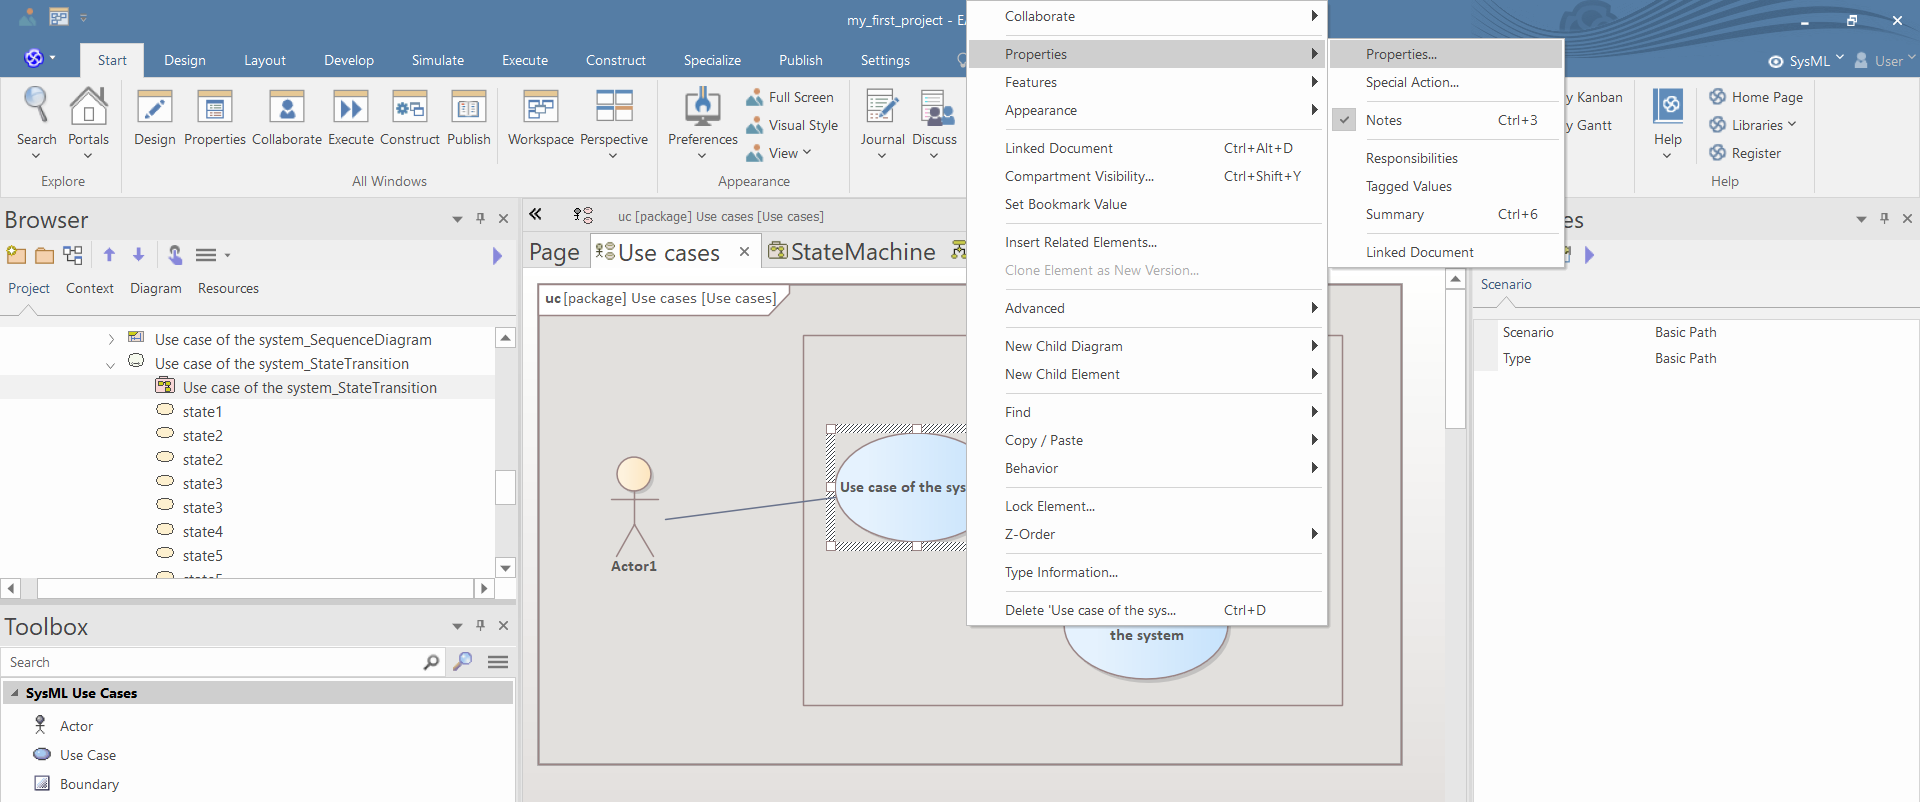 my_first_project - EA
Start Design Layout Develop Simulate Execute Construct Specialize Publish Settings
SysML User
Search Portals
Explore
Design Properties Collaborate Execute Construct Publish Workspace Perspective
All Windows
Preferences
Full Screen
Visual Style
View
Appearance
Journal Discuss
y Kanban
y Gantt
Help
Home Page
Libraries
Register
Help
Browser
Project Context Diagram Resources
Use case of the system_SequenceDiagram
Use case of the system_StateTransition
Use case of the system_StateTransition
state1
state2
state2
state3
state3
state4
state5
Toolbox
Search
SysML Use Cases
Actor
Use Case
Boundary
uc [package] Use cases [Use cases]
Page Use cases StateMachine
uc [package] Use cases [Use cases]
Actor1
Use case of the sys
the system
Collaborate
Properties
Features
Appearance
Linked Document Ctrl+Alt+D
Compartment Visibility... Ctrl+Shift+Y
Set Bookmark Value
Insert Related Elements...
Clone Element as New Version...
Advanced
New Child Diagram
New Child Element
Find
Copy / Paste
Behavior
Lock Element...
Z-Order
Type Information...
Delete 'Use case of the sys... Ctrl+D
Properties...
Special Action...
Notes Ctrl+3
Responsibilities
Tagged Values
Summary Ctrl+6
Linked Document
es
Scenario
Scenario Basic Path
Type Basic Path